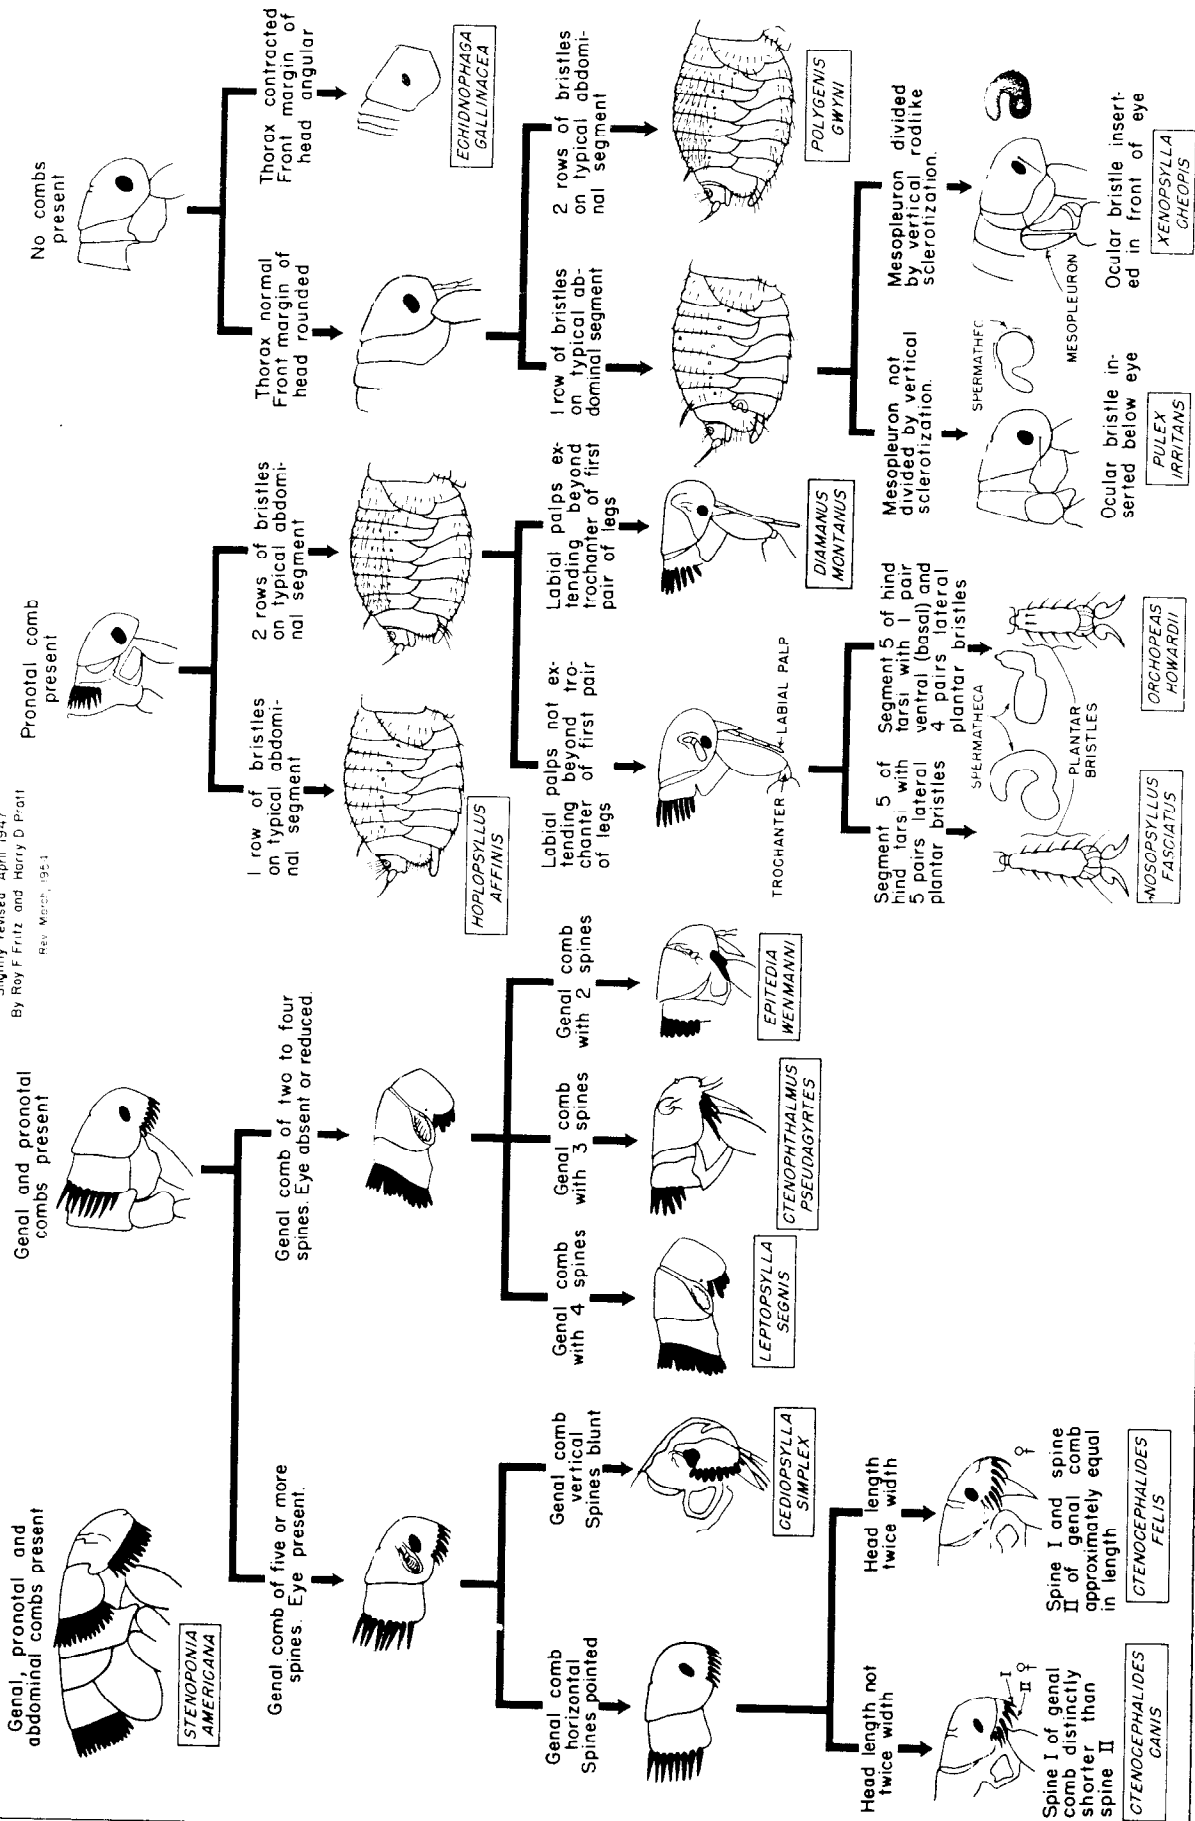 Slightly revised April 1947
By Roy F Fritz and Harry D Pratt
Rev. March, 1954
Genal, pronotal and
abdominal combs present
STENOPONIA
AMERICANA
Genal and pronotal
combs present
Pronotal comb
present
No combs
present
Genal comb of five or more
spines. Eye present.
Genal comb of two to four
spines. Eye absent or reduced.
1 row of bristles
on typical abdomi-
nal segment
HOPLOPSYLLUS
AFFINIS
2 rows of bristles
on typical abdomi-
nal segment
Thorax normal
Front margin of
head rounded
Thorax contracted
Front margin of
head angular
ECHIDNOPHAGA
GALLINACEA
Genal comb
horizontal
Spines pointed
Genal comb
vertical
Spines blunt
CEDIOPSYLLA
SIMPLEX
Genal comb
with 4 spines
LEPTOPSYLLA
SEGNIS
Genal comb
with 3 spines
CTENOPHTHALMUS
PSEUDAGYRTES
Genal comb
with 2 spines
EPITEDIA
WENMANNI
Labial palps not ex-
tending beyond tro-
chanter of first pair
of legs
TROCHANTER
LABIAL PALP
Labial palps ex-
tending beyond
trochanter of first
pair of legs
DIAMANUS
MONTANUS
1 row of bristles
on typical ab-
dominal segment
2 rows of bristles
on typical abdomi-
nal segment
POLYGENIS
GWYNI
Head length not
twice width
I
II ♀
Spine I of genal
comb distinctly
shorter than
spine II
CTENOCEPHALIDES
CANIS
Head length
twice width
♀
Spine I and spine
II of genal comb
approximately equal
in length
CTENOCEPHALIDES
FELIS
Segment 5 of
hind tarsi with
5 pairs lateral
plantar bristles
SPERMATHECA
PLANTAR
BRISTLES
NOSOPSYLLUS
FASCIATUS
Segment 5 of hind
tarsi with 1 pair
ventral (basal) and
4 pairs lateral
plantar bristles
ORCHOPEAS
HOWARDII
Mesopleuron not
divided by vertical
sclerotization.
SPERMATHEC
Ocular bristle in-
serted below eye
PULEX
IRRITANS
Mesopleuron divided
by vertical rodlike
sclerotization.
MESOPLEURON
Ocular bristle insert-
ed in front of eye
XENOPSYLLA
CHEOPIS